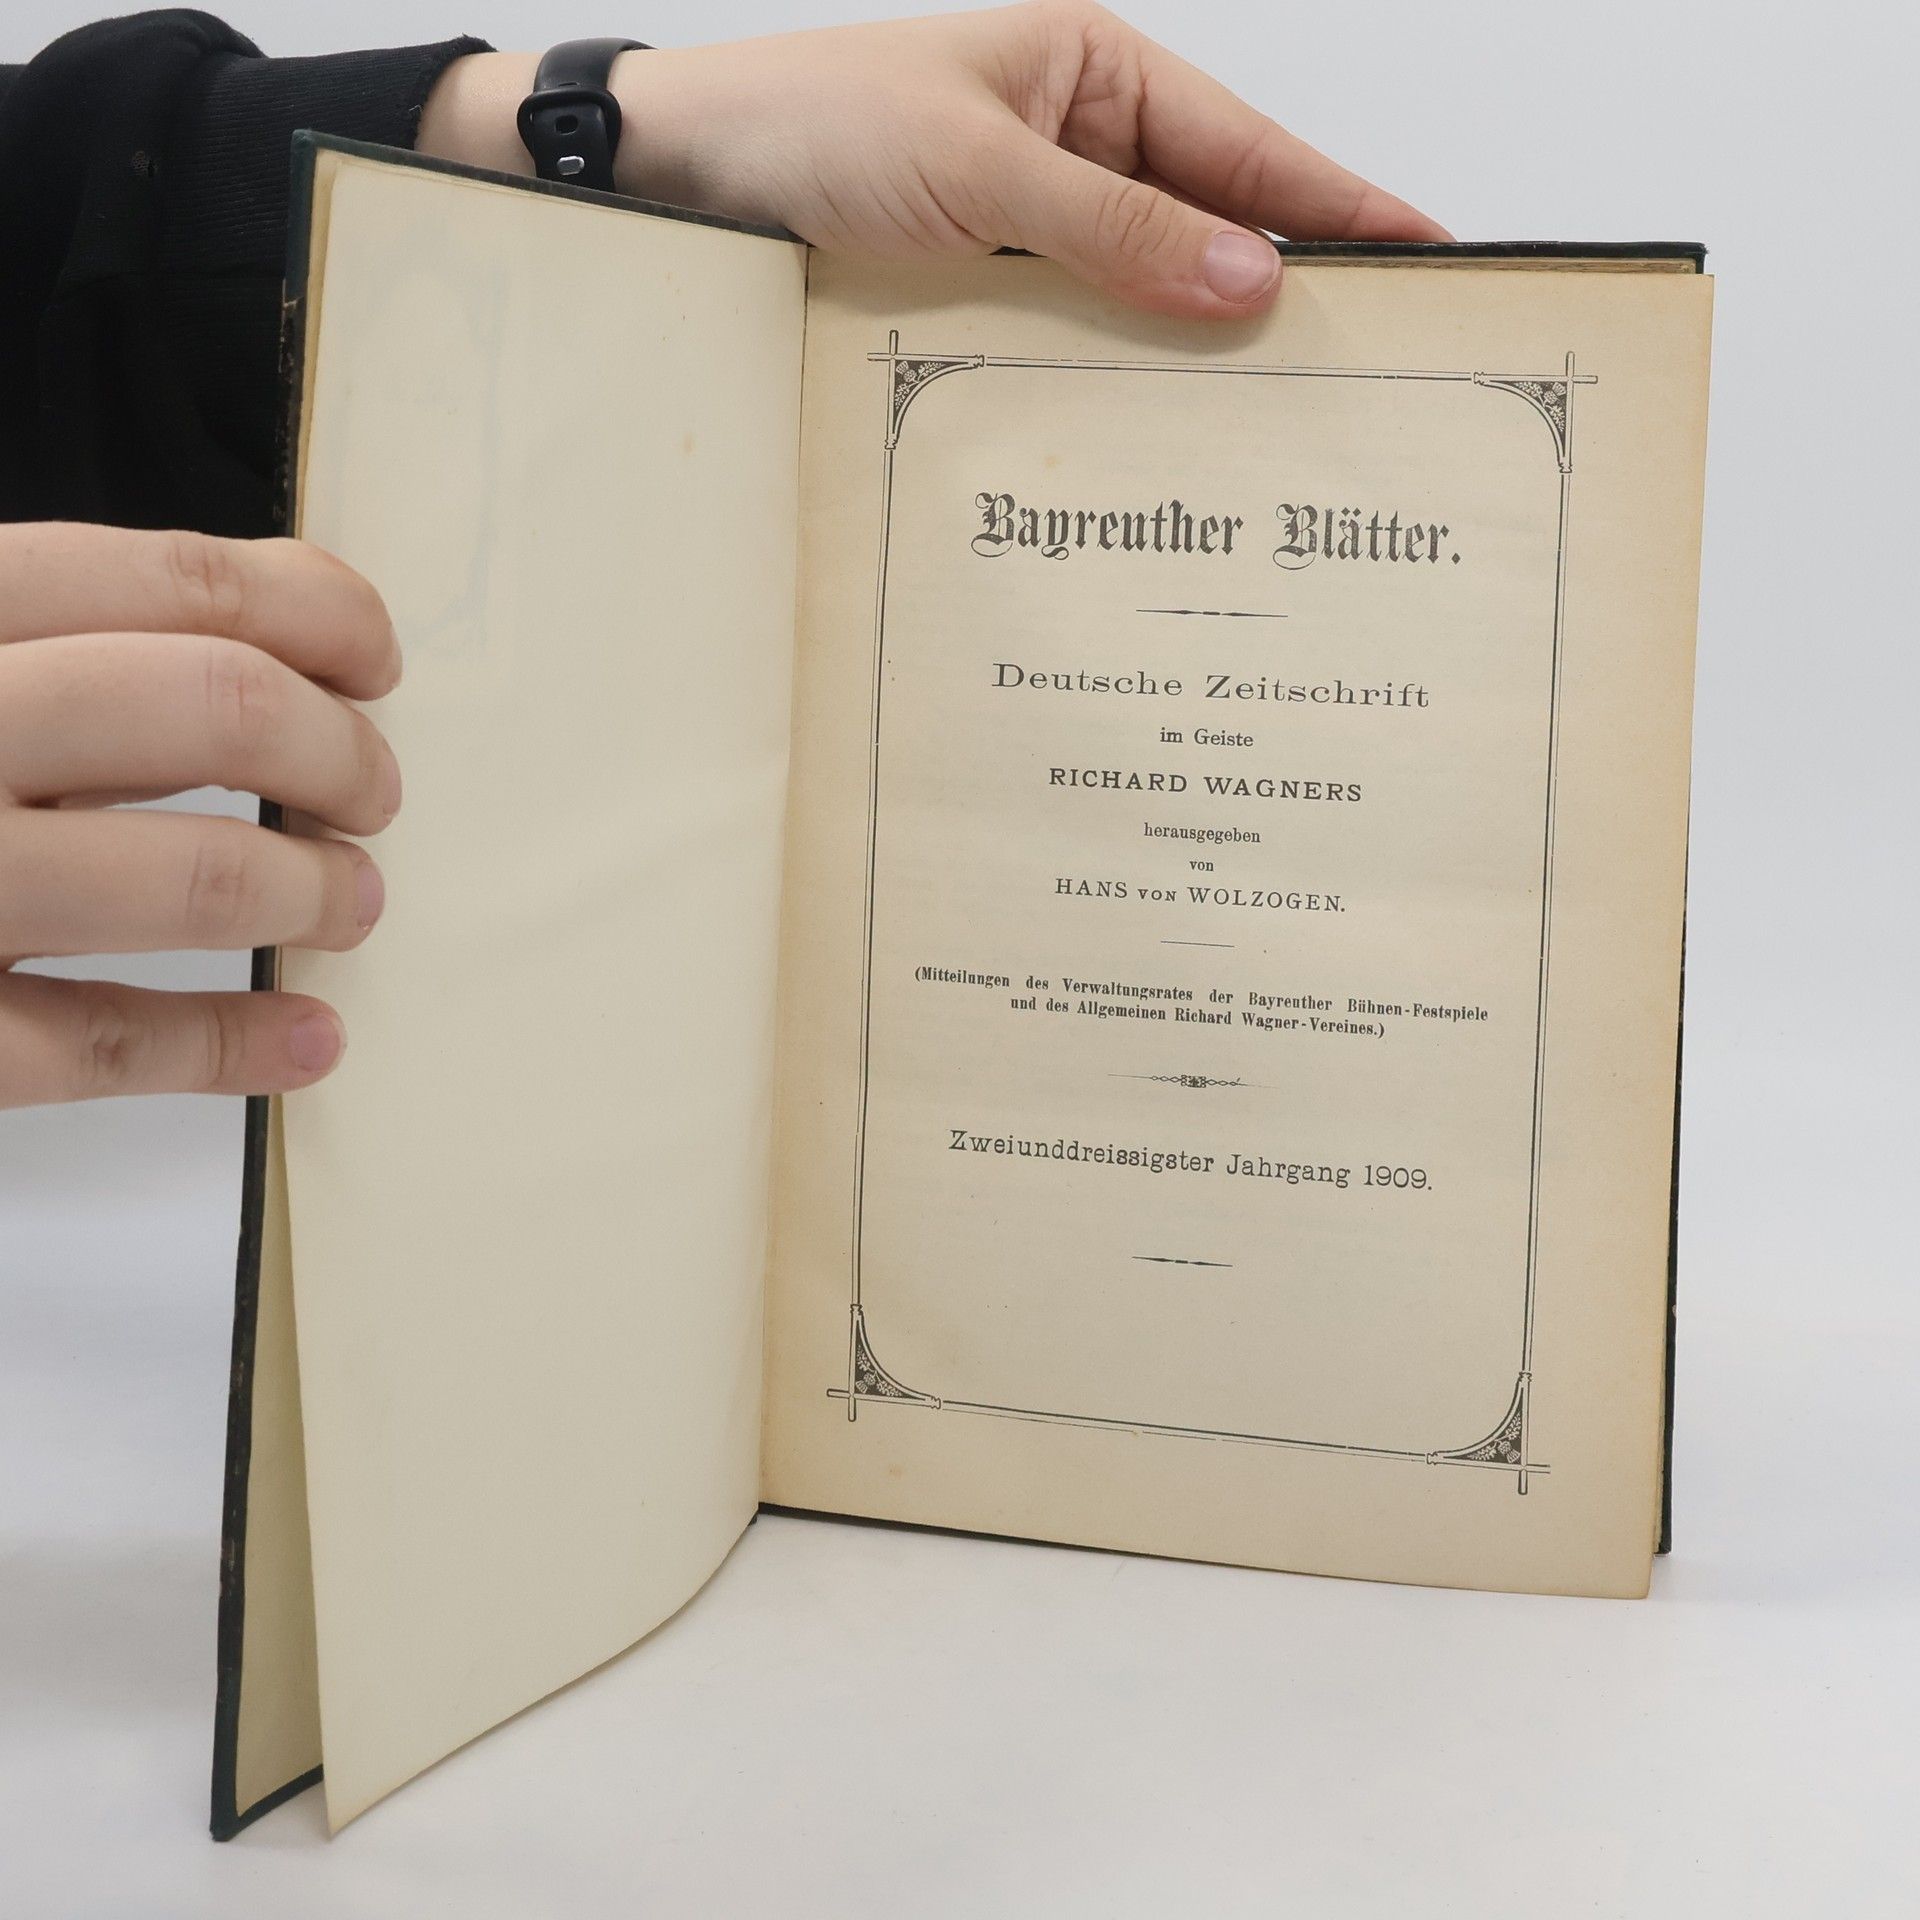 Bayreuther Blätter.
Deutsche Zeitschrift
im Geiste
RICHARD WAGNERS
herausgegeben
von
HANS VON WOLZOGEN.
(Mitteilungen des Verwaltungsrates der Bayreuther Bühnen-Festspiele
und des Allgemeinen Richard Wagner-Vereines.)
Zweiunddreissigster Jahrgang 1909.